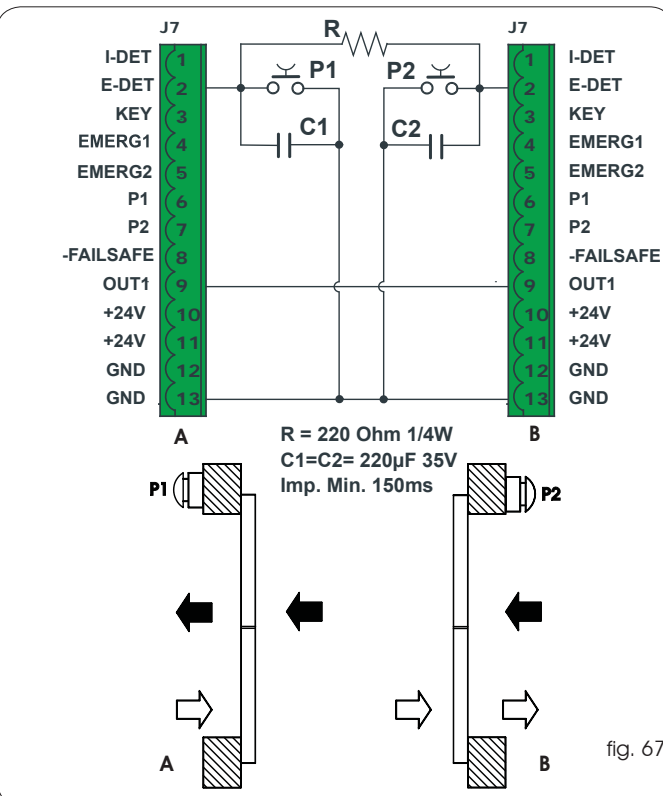 J7
I-DET 1
E-DET 2
KEY 3
EMERG1 4
EMERG2 5
P1 6
P2 7
-FAILSAFE 8
OUT1 9
+24V 10
+24V 11
GND 12
GND 13
A
R
P1
P2
C1
C2
J7
1 I-DET
2 E-DET
3 KEY
4 EMERG1
5 EMERG2
6 P1
7 P2
8 -FAILSAFE
9 OUT1
10 +24V
11 +24V
12 GND
13 GND
B
R = 220 Ohm 1/4W
C1=C2= 220µF 35V
Imp. Min. 150ms
P1
P2
A
B
fig. 67